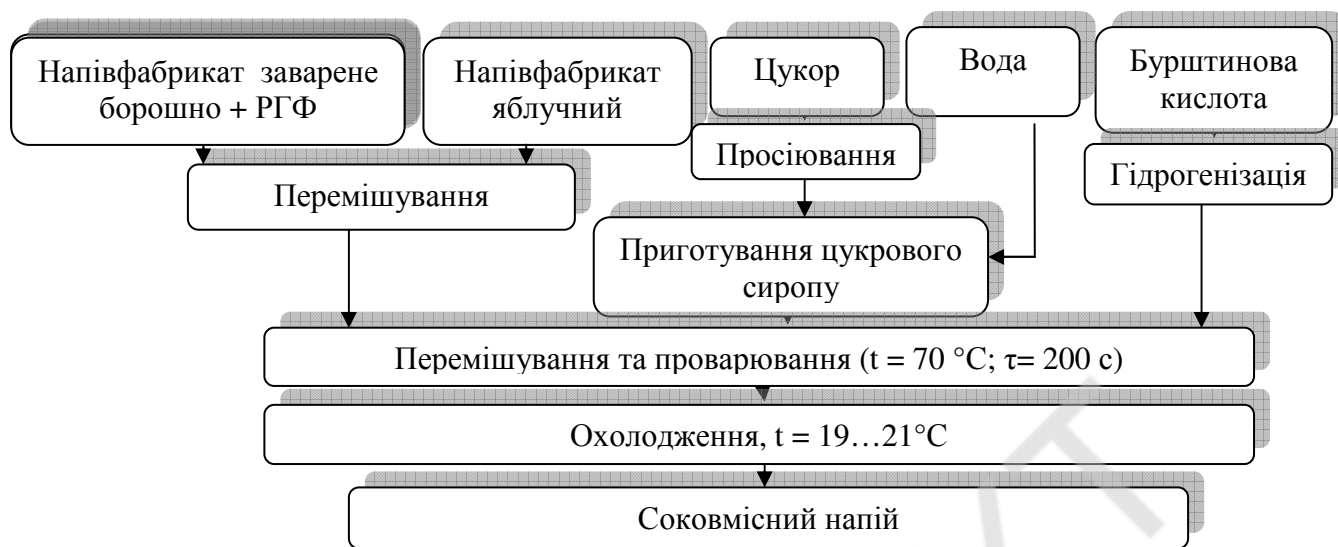 Напівфабрикат заварене
борошно + РГФ
Напівфабрикат
яблучний
Цукор
Вода
Бурштинова
кислота
Просіювання
Гідрогенізація
Перемішування
Приготування цукрового
сиропу
Перемішування та проварювання (t = 70 °С; τ= 200 с)
Охолодження, t = 19…21°С
Соковмісний напій